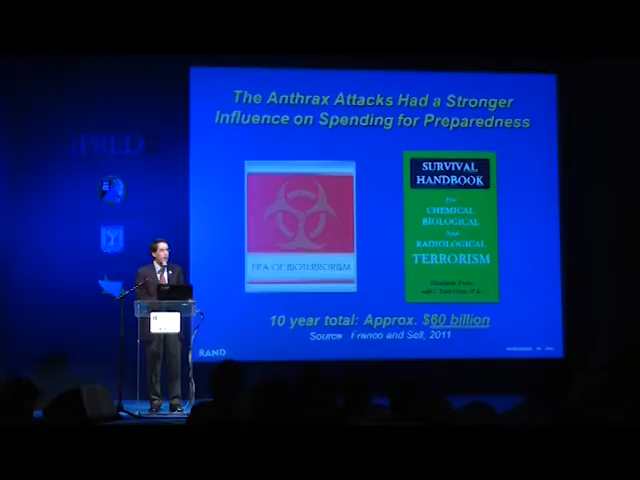 The Anthrax Attacks Had a Stronger
Influence on Spending for Preparedness
IPRED
ERA OF BIOTERRORISM
SURVIVAL
HANDBOOK
For
CHEMICAL
BIOLOGICAL
And
RADIOLOGICAL
TERRORISM
10 year total: Approx. $60 billion
Source: Franco and Sell, 2011
RAND